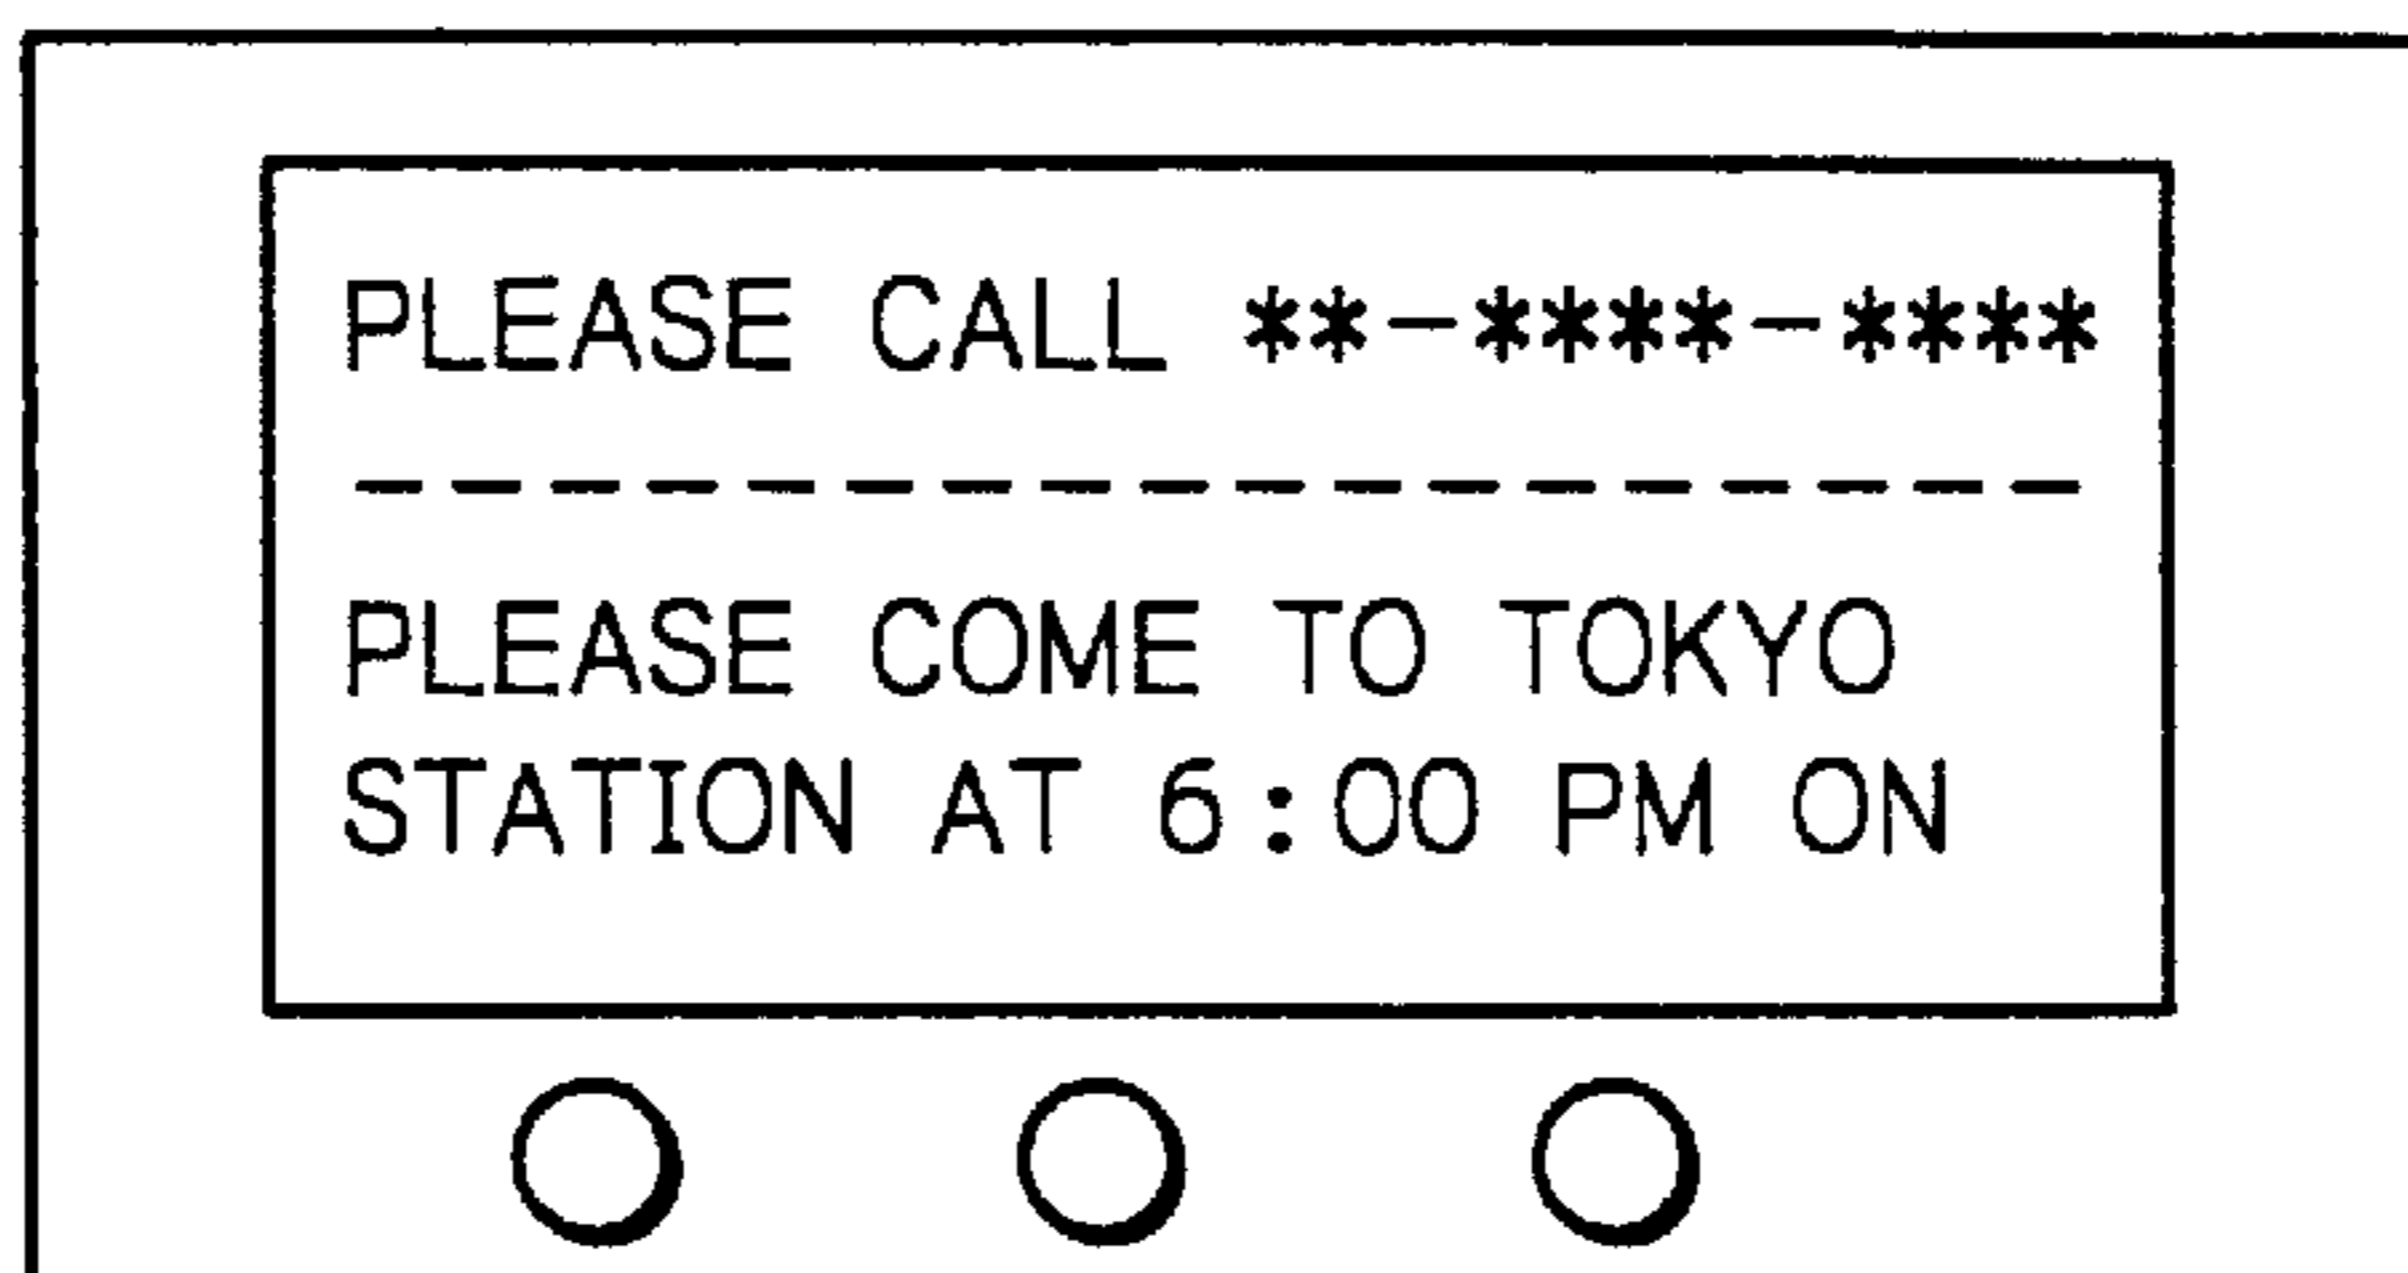 PLEASE CALL **-****-****
------------------
PLEASE COME TO TOKYO
STATION AT 6:00 PM ON